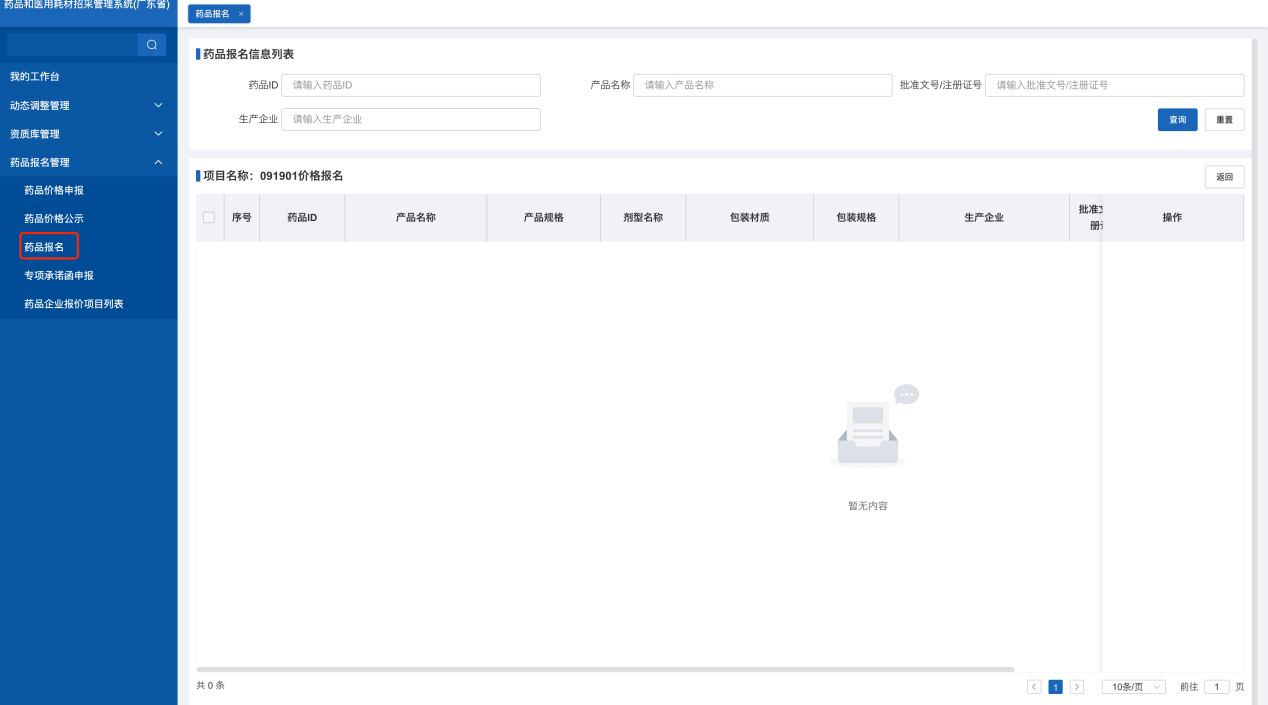 药品和医用耗材招采管理系统(广东省)
药品报名 ×
我的工作台
动态调整管理
资质库管理
药品报名管理
药品价格申报
药品价格公示
药品报名
专项承诺函申报
药品企业报价项目列表
药品报名信息列表
药品ID 请输入药品ID 产品名称 请输入产品名称 批准文号/注册证号 请输入批准文号/注册证号
生产企业 请输入生产企业 查询 重置
项目名称：091901价格报名 返回
序号 药品ID 产品名称 产品规格 剂型名称 包装材质 包装规格 生产企业 批准 操作
册
暂无内容
共 0 条 1 10条/页 前往 1 页